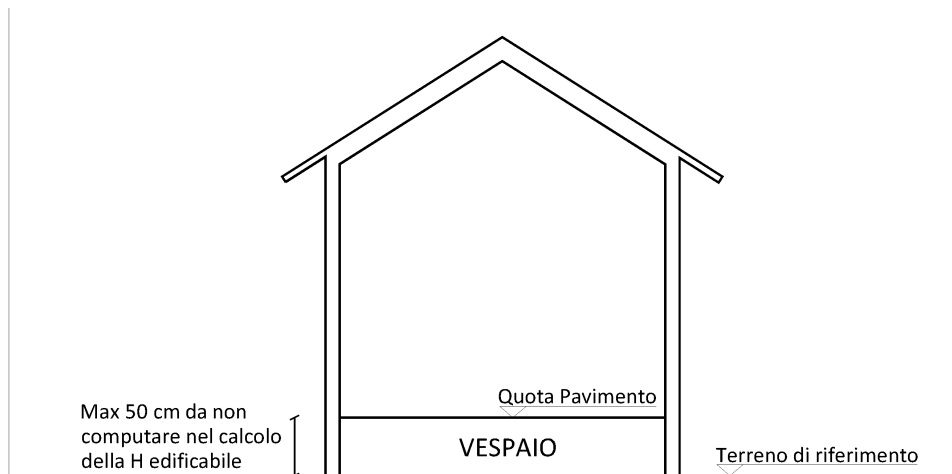 Quota Pavimento
Max 50 cm da non
computare nel calcolo
della H edificabile
VESPAIO
Terreno di riferimento